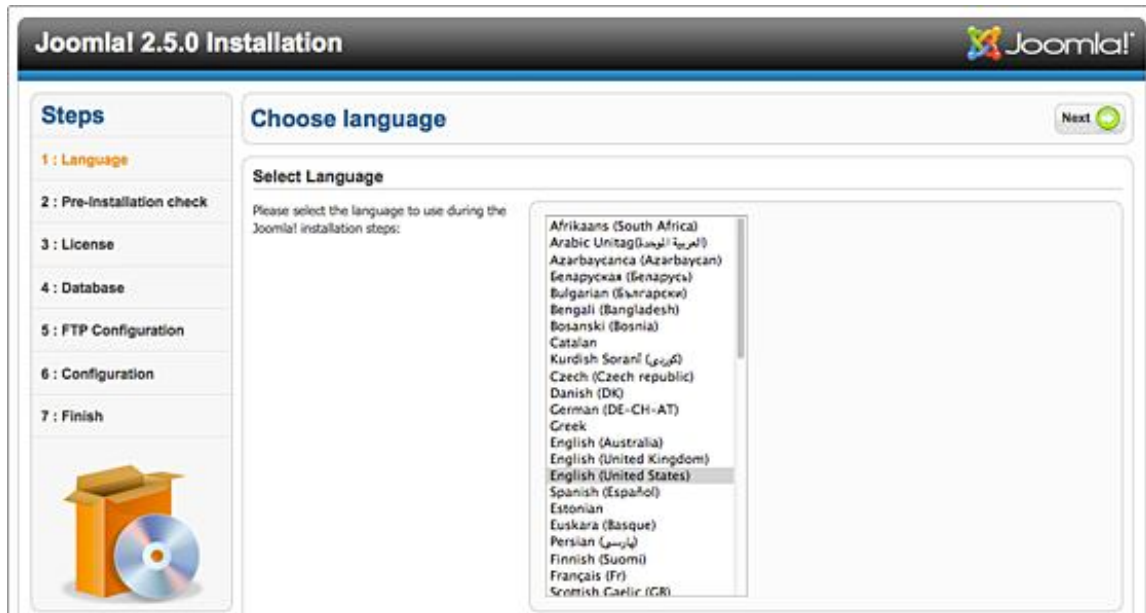 Joomla! 2.5.0 Installation
Joomla!
Steps
1 : Language
2 : Pre-Installation check
3 : License
4 : Database
5 : FTP Configuration
6 : Configuration
7 : Finish
Choose language
Next
Select Language
Please select the language to use during the
Joomla! installation steps:
Afrikaans (South Africa)
Arabic Unitag (العربية الموحدة)
Azərbaycanca (Azərbaycan)
Беларуская (Беларусь)
Bulgarian (Български)
Bengali (Bangladesh)
Bosanski (Bosnia)
Catalan
Kurdish Soranî (کوردی)
Czech (Czech republic)
Danish (DK)
German (DE-CH-AT)
Greek
English (Australia)
English (United Kingdom)
English (United States)
Spanish (Español)
Estonian
Euskara (Basque)
Persian (پارسی)
Finnish (Suomi)
Français (Fr)
Scottish Gaelic (GB)